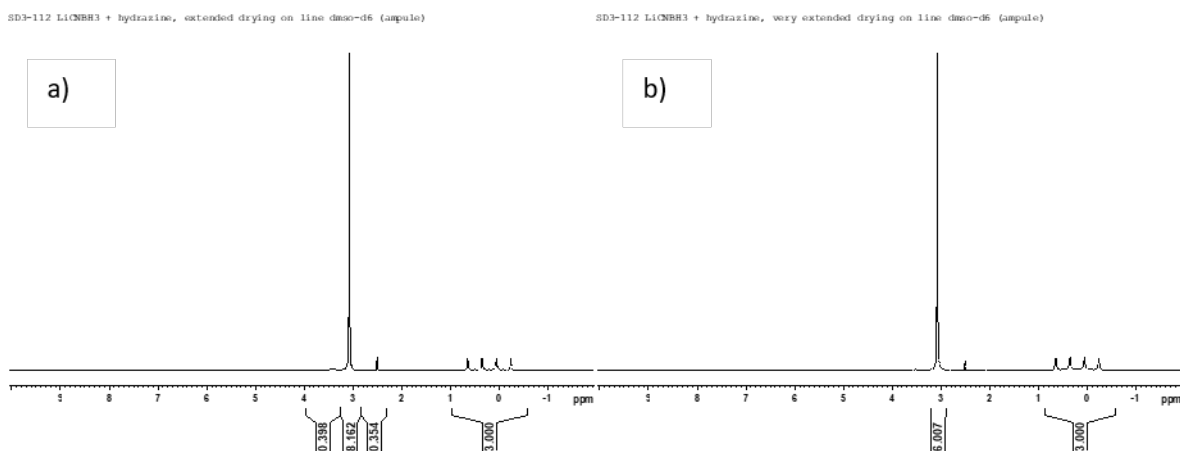 SD3-112 LiCNBH3 + hydrazine, extended drying on line dmso-d6 (ampule)
a)
9 8 7 6 5 4 3 2 1 0 -1 ppm
0.398
8.162
0.354
3.000
SD3-112 LiCNBH3 + hydrazine, very extended drying on line dmso-d6 (ampule)
b)
9 8 7 6 5 4 3 2 1 0 -1 ppm
6.007
3.000